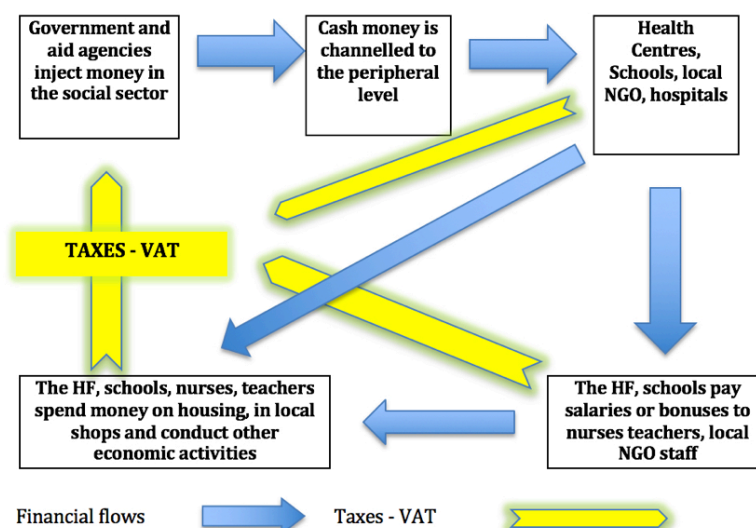 Government
and aid
agencies
inject money in
the social sector
Cash money is
channelled to
the peripheral
level
Health
Centres,
Schools, local
NGO, hospitals
TAXES - VAT
The HF, schools, nurses, teachers
spend money on housing, in local
shops and conduct other
economic activities
The HF, schools pay
salaries or bonuses to
nurses teachers, local
NGO staff
Financial flows
Taxes - VAT